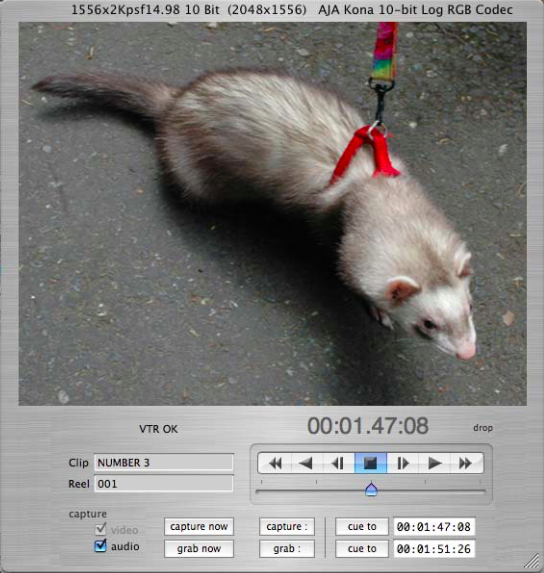 1556x2Kpsf14.98 10 Bit (2048x1556) AJA Kona 10-bit Log RGB Codec
VTR OK 00:01.47:08 drop
Clip NUMBER 3
Reel 001
capture
video capture now capture : cue to 00:01:47:08
audio grab now grab : cue to 00:01:51:26